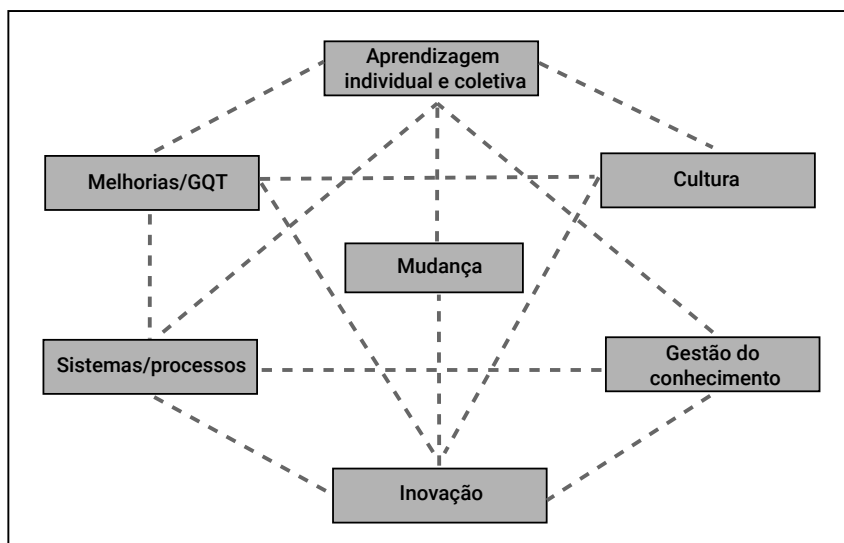 Aprendizagem
individual e coletiva
Melhorias/GQT
Cultura
Mudança
Sistemas/processos
Gestão do
conhecimento
Inovação